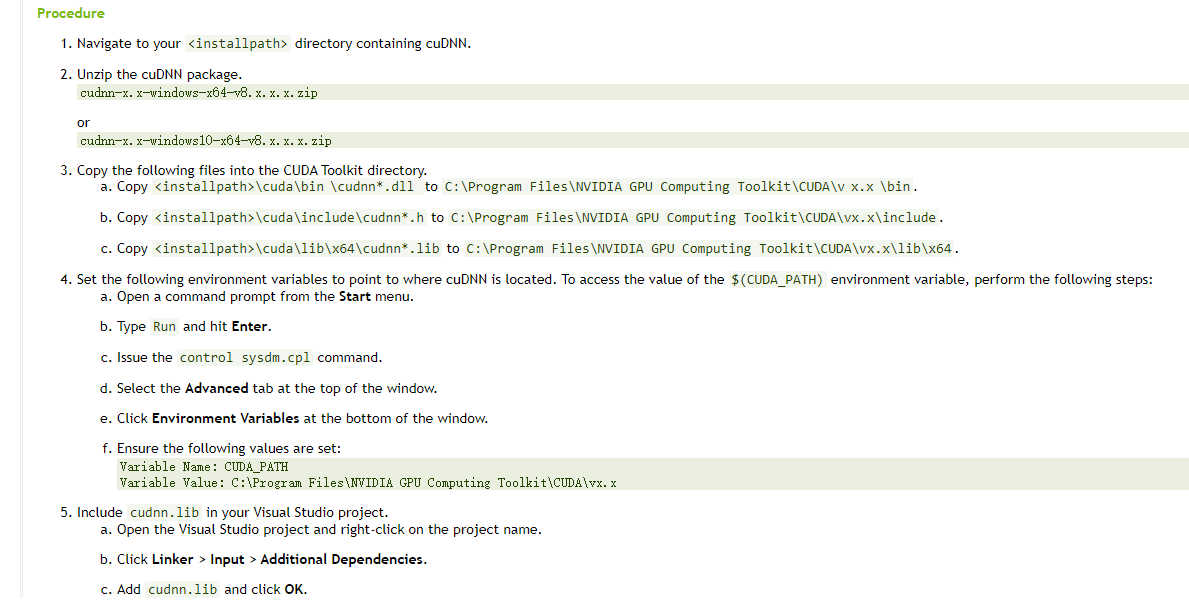 Procedure
1. Navigate to your <installpath> directory containing cuDNN.
2. Unzip the cuDNN package.
cudnn-x.x-windows-x64-v8.x.x.x.zip
or
cudnn-x.x-windows10-x64-v8.x.x.x.zip
3. Copy the following files into the CUDA Toolkit directory.
a. Copy <installpath>\cuda\bin \cudnn*.dll to C:\Program Files\NVIDIA GPU Computing Toolkit\CUDA\v x.x \bin.
b. Copy <installpath>\cuda\include\cudnn*.h to C:\Program Files\NVIDIA GPU Computing Toolkit\CUDA\vx.x\include.
c. Copy <installpath>\cuda\lib\x64\cudnn*.lib to C:\Program Files\NVIDIA GPU Computing Toolkit\CUDA\vx.x\lib\x64.
4. Set the following environment variables to point to where cuDNN is located. To access the value of the $(CUDA_PATH) environment variable, perform the following steps:
a. Open a command prompt from the Start menu.
b. Type Run and hit Enter.
c. Issue the control sysdm.cpl command.
d. Select the Advanced tab at the top of the window.
e. Click Environment Variables at the bottom of the window.
f. Ensure the following values are set:
Variable Name: CUDA_PATH
Variable Value: C:\Program Files\NVIDIA GPU Computing Toolkit\CUDA\vx.x
5. Include cudnn.lib in your Visual Studio project.
a. Open the Visual Studio project and right-click on the project name.
b. Click Linker > Input > Additional Dependencies.
c. Add cudnn.lib and click OK.